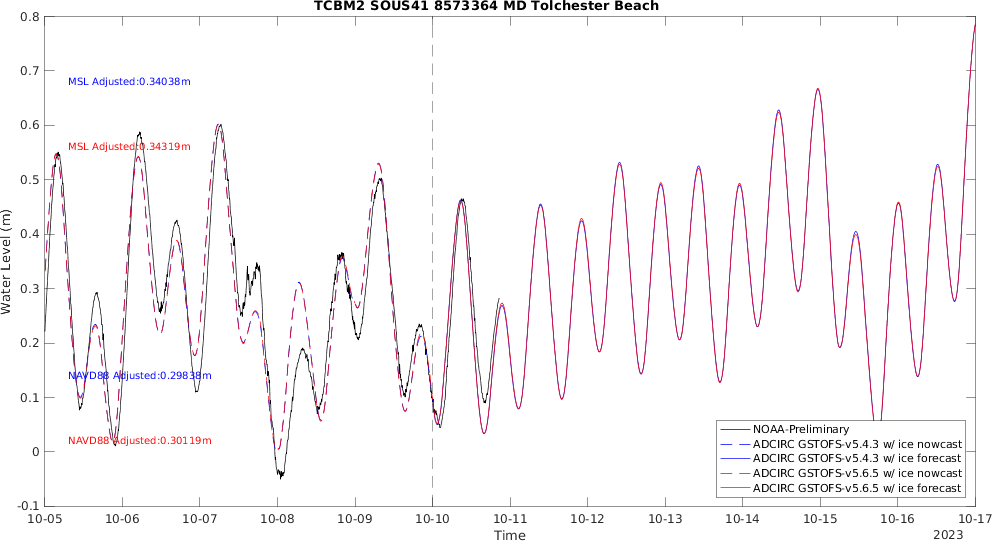 TCBM2 SOUS41 8573364 MD Tolchester Beach
0.8
0.7
0.6
0.5
0.4
0.3
0.2
0.1
0
-0.1
Water Level (m)
MSL Adjusted:0.34038m
MSL Adjusted:0.34319m
NAVD88 Adjusted:0.29838m
NAVD88 Adjusted:0.30119m
NOAA-Preliminary
ADCIRC GSTOFS-v5.4.3 w/ ice nowcast
ADCIRC GSTOFS-v5.4.3 w/ ice forecast
ADCIRC GSTOFS-v5.6.5 w/ ice nowcast
ADCIRC GSTOFS-v5.6.5 w/ ice forecast
10-05 10-06 10-07 10-08 10-09 10-10 10-11 10-12 10-13 10-14 10-15 10-16 10-17
Time
2023